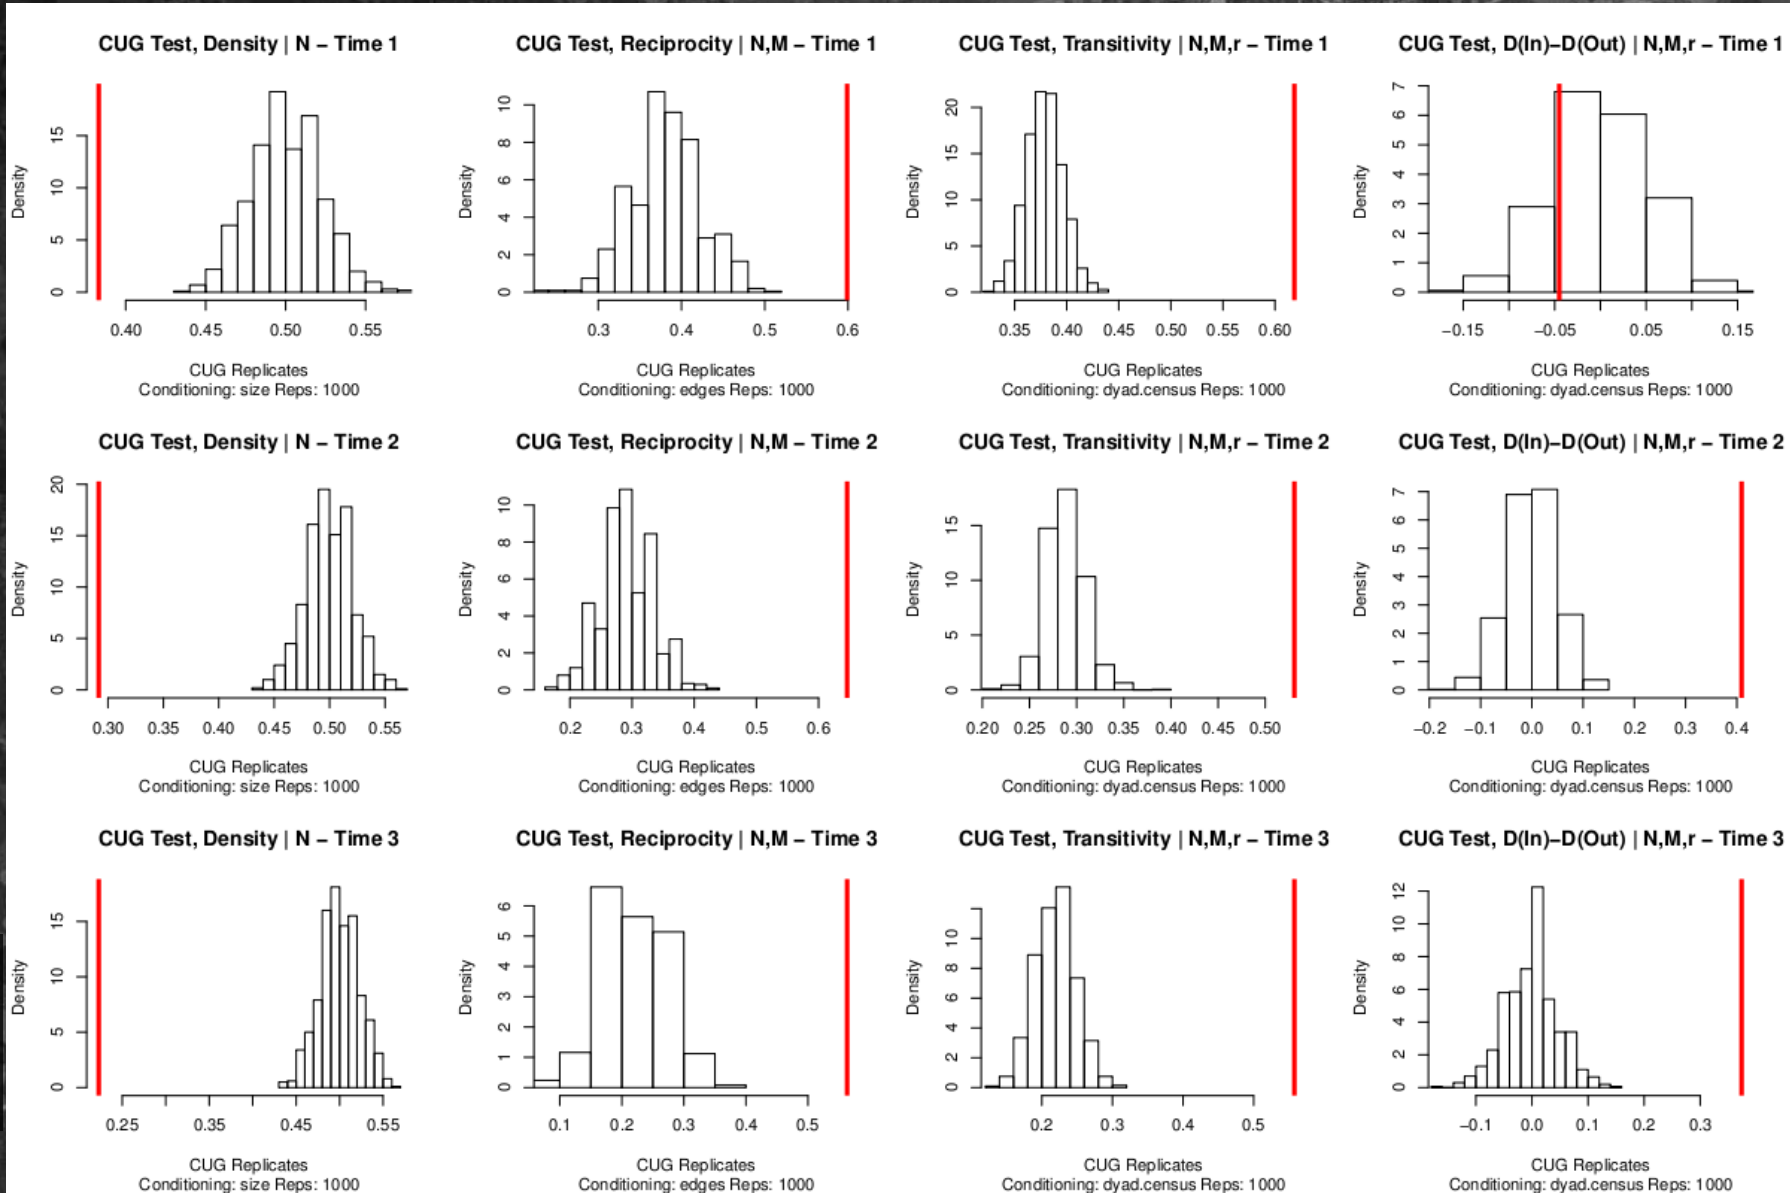 CUG Test, Density | N – Time 1
Density
0 5 10 15
0.40 0.45 0.50 0.55
CUG Replicates
Conditioning: size Reps: 1000
CUG Test, Reciprocity | N,M – Time 1
Density
0 2 4 6 8 10
0.3 0.4 0.5 0.6
CUG Replicates
Conditioning: edges Reps: 1000
CUG Test, Transitivity | N,M,r – Time 1
Density
0 5 10 15 20
0.35 0.40 0.45 0.50 0.55 0.60
CUG Replicates
Conditioning: dyad.census Reps: 1000
CUG Test, D(In)–D(Out) | N,M,r – Time 1
Density
0 1 2 3 4 5 6 7
−0.15 −0.05 0.05 0.15
CUG Replicates
Conditioning: dyad.census Reps: 1000
CUG Test, Density | N – Time 2
Density
0 5 10 15 20
0.30 0.35 0.40 0.45 0.50 0.55
CUG Replicates
Conditioning: size Reps: 1000
CUG Test, Reciprocity | N,M – Time 2
Density
0 2 4 6 8 10
0.2 0.3 0.4 0.5 0.6
CUG Replicates
Conditioning: edges Reps: 1000
CUG Test, Transitivity | N,M,r – Time 2
Density
0 5 10 15
0.20 0.25 0.30 0.35 0.40 0.45 0.50
CUG Replicates
Conditioning: dyad.census Reps: 1000
CUG Test, D(In)–D(Out) | N,M,r – Time 2
Density
0 1 2 3 4 5 6 7
−0.2 −0.1 0.0 0.1 0.2 0.3 0.4
CUG Replicates
Conditioning: dyad.census Reps: 1000
CUG Test, Density | N – Time 3
Density
0 5 10 15
0.25 0.35 0.45 0.55
CUG Replicates
Conditioning: size Reps: 1000
CUG Test, Reciprocity | N,M – Time 3
Density
0 1 2 3 4 5 6
0.1 0.2 0.3 0.4 0.5
CUG Replicates
Conditioning: edges Reps: 1000
CUG Test, Transitivity | N,M,r – Time 3
Density
0 2 4 6 8 10
0.2 0.3 0.4 0.5
CUG Replicates
Conditioning: dyad.census Reps: 1000
CUG Test, D(In)–D(Out) | N,M,r – Time 3
Density
0 2 4 6 8 10 12
−0.1 0.0 0.1 0.2 0.3
CUG Replicates
Conditioning: dyad.census Reps: 1000